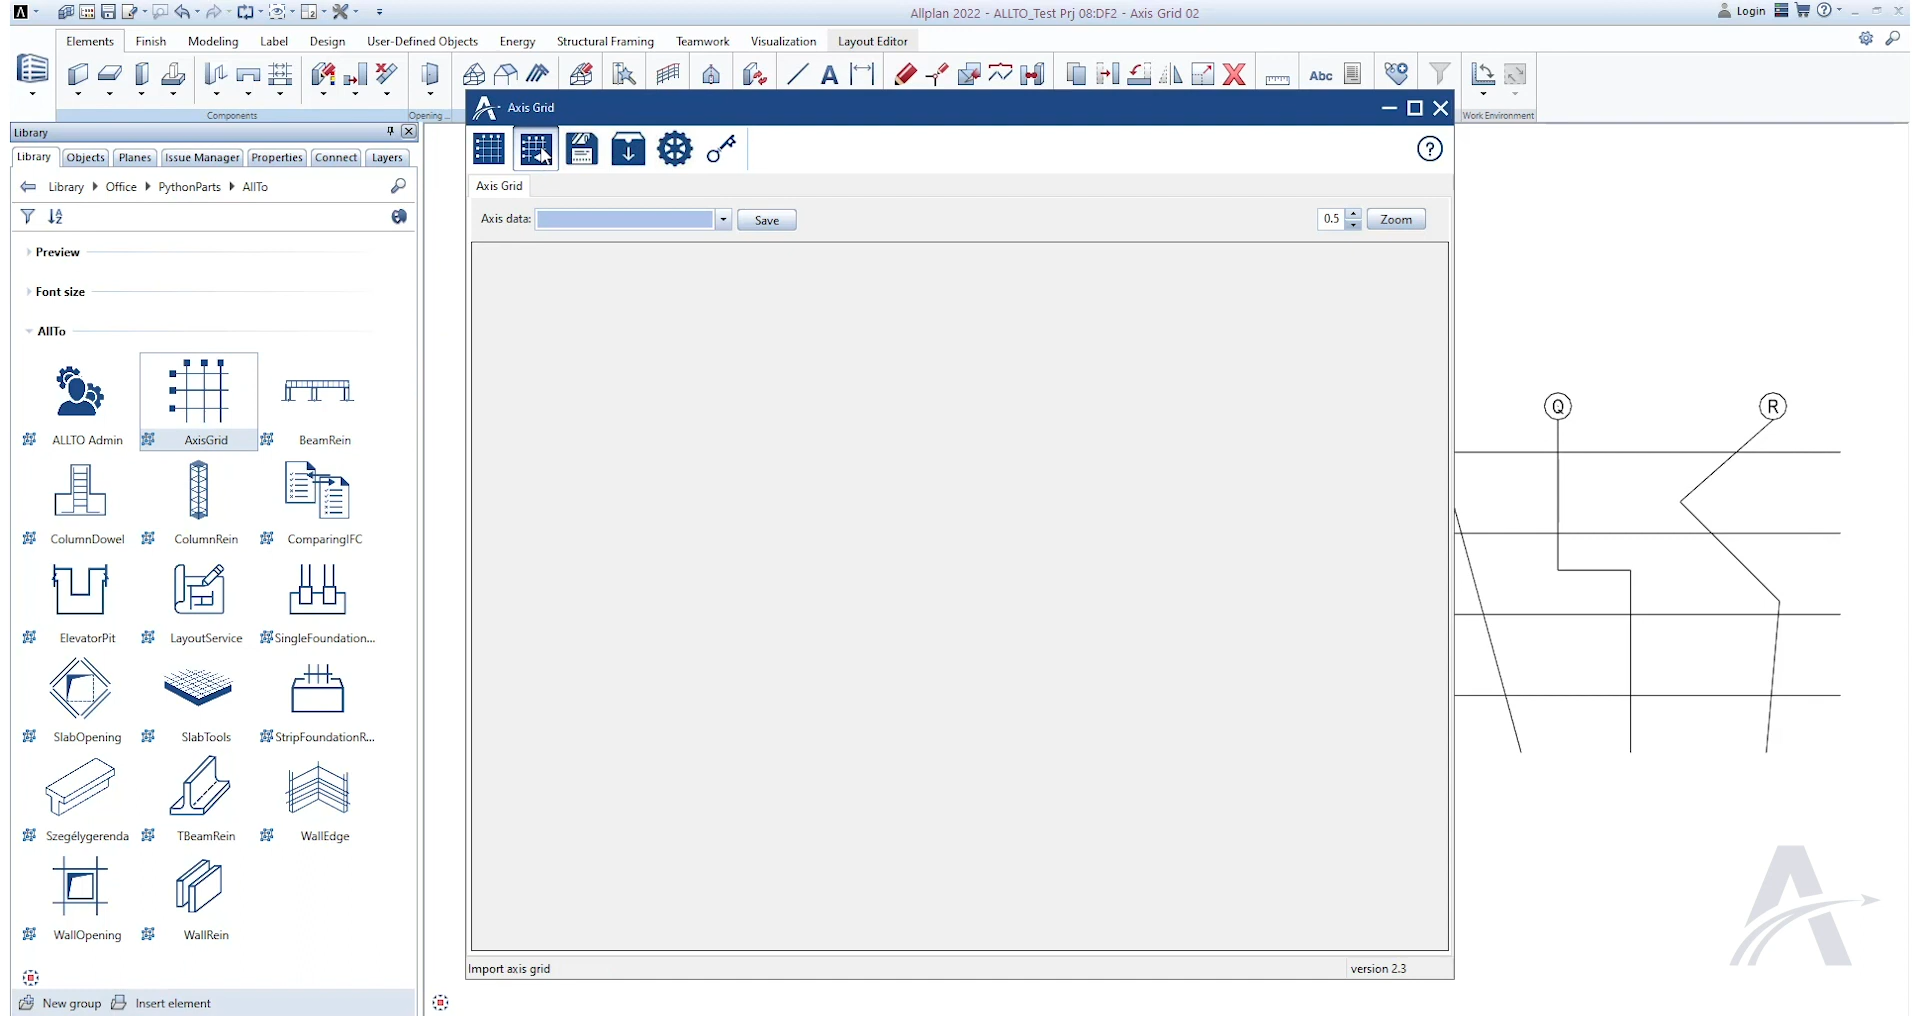 Allplan 2022 - ALLTO_Test Prj 08:DF2 - Axis Grid 02
Login
Elements Finish Modeling Label Design User-Defined Objects Energy Structural Framing Teamwork Visualization Layout Editor
2
A Abc
Components Opening ... Work Environment
Library
Library Objects Planes Issue Manager Properties Connect Layers
Library Office PythonParts AllTo
Preview
Font size
AllTo
ALLTO Admin AxisGrid BeamRein
ColumnDowel ColumnRein ComparingIFC
ElevatorPit LayoutService SingleFoundation...
SlabOpening SlabTools StripFoundationR...
Szegélygerenda TBeamRein WallEdge
WallOpening WallRein
New group Insert element
Axis Grid
Axis Grid
Axis data: Save 0.5 Zoom
Import axis grid version 2.3
Q R